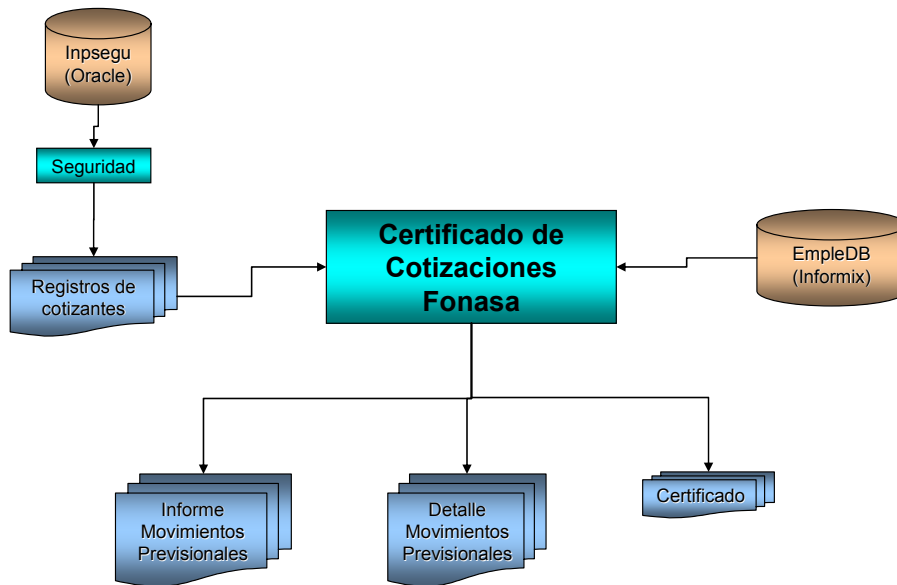 Inpsegu
(Oracle)
Seguridad
Registros de
cotizantes
Certificado de
Cotizaciones
Fonasa
EmpleDB
(Informix)
Informe
Movimientos
Previsionales
Detalle
Movimientos
Previsionales
Certificado